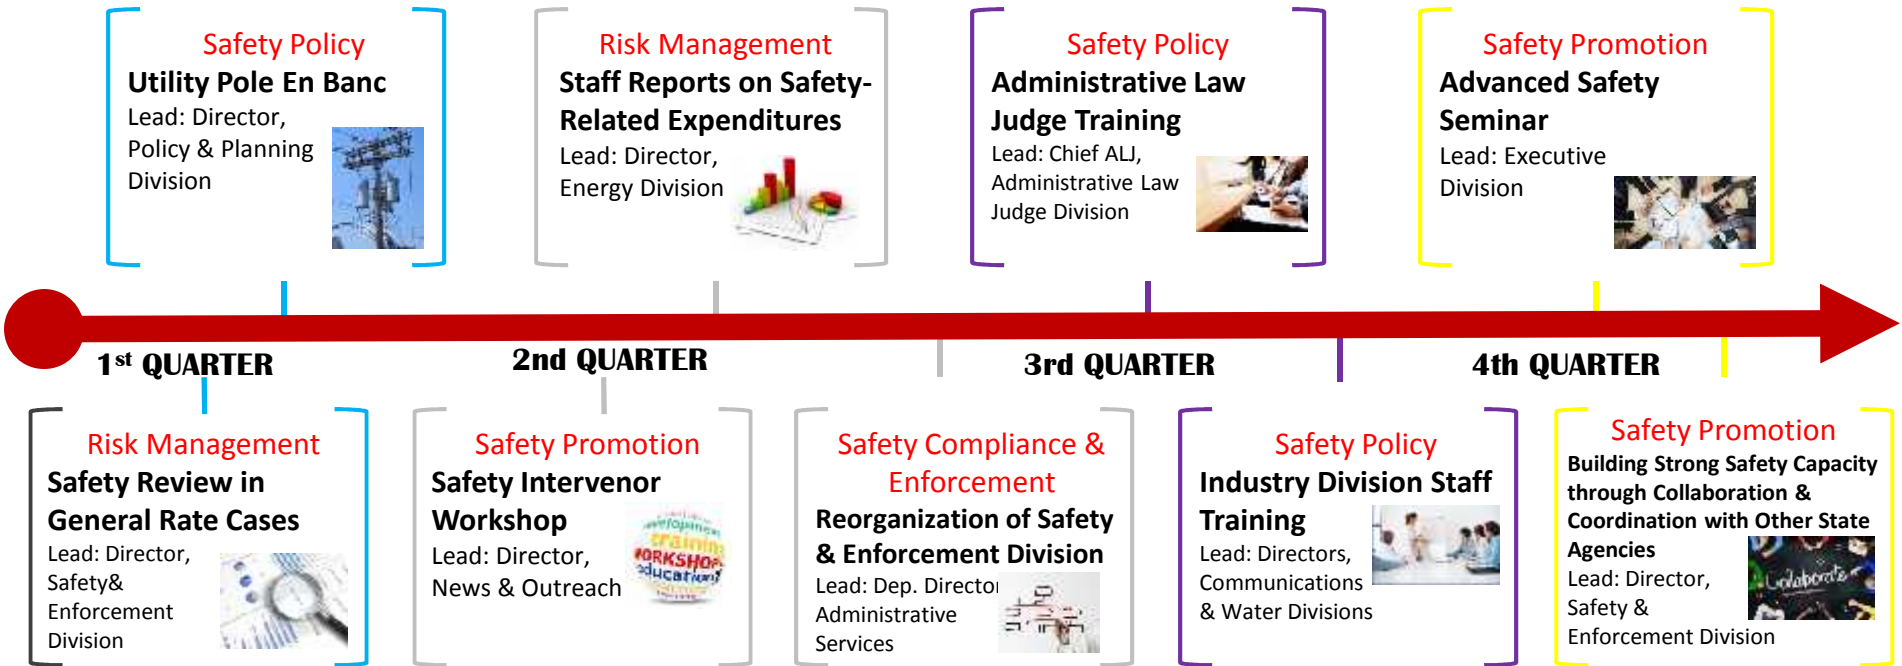 Safety Policy
Utility Pole En Banc
Lead: Director,
Policy & Planning
Division
Risk Management
Staff Reports on Safety-
Related Expenditures
Lead: Director,
Energy Division
Safety Policy
Administrative Law
Judge Training
Lead: Chief ALJ,
Administrative Law
Judge Division
Safety Promotion
Advanced Safety
Seminar
Lead: Executive
Division
1st QUARTER
2nd QUARTER
3rd QUARTER
4th QUARTER
Risk Management
Safety Review in
General Rate Cases
Lead: Director,
Safety&
Enforcement
Division
Safety Promotion
Safety Intervenor
Workshop
Lead: Director,
News & Outreach
training
WORKSHOP
education
Safety Compliance &
Enforcement
Reorganization of Safety
& Enforcement Division
Lead: Dep. Director
Administrative
Services
Safety Policy
Industry Division Staff
Training
Lead: Directors,
Communications
& Water Divisions
Safety Promotion
Building Strong Safety Capacity
through Collaboration &
Coordination with Other State
Agencies
Lead: Director,
Safety &
Enforcement Division
Collaborate